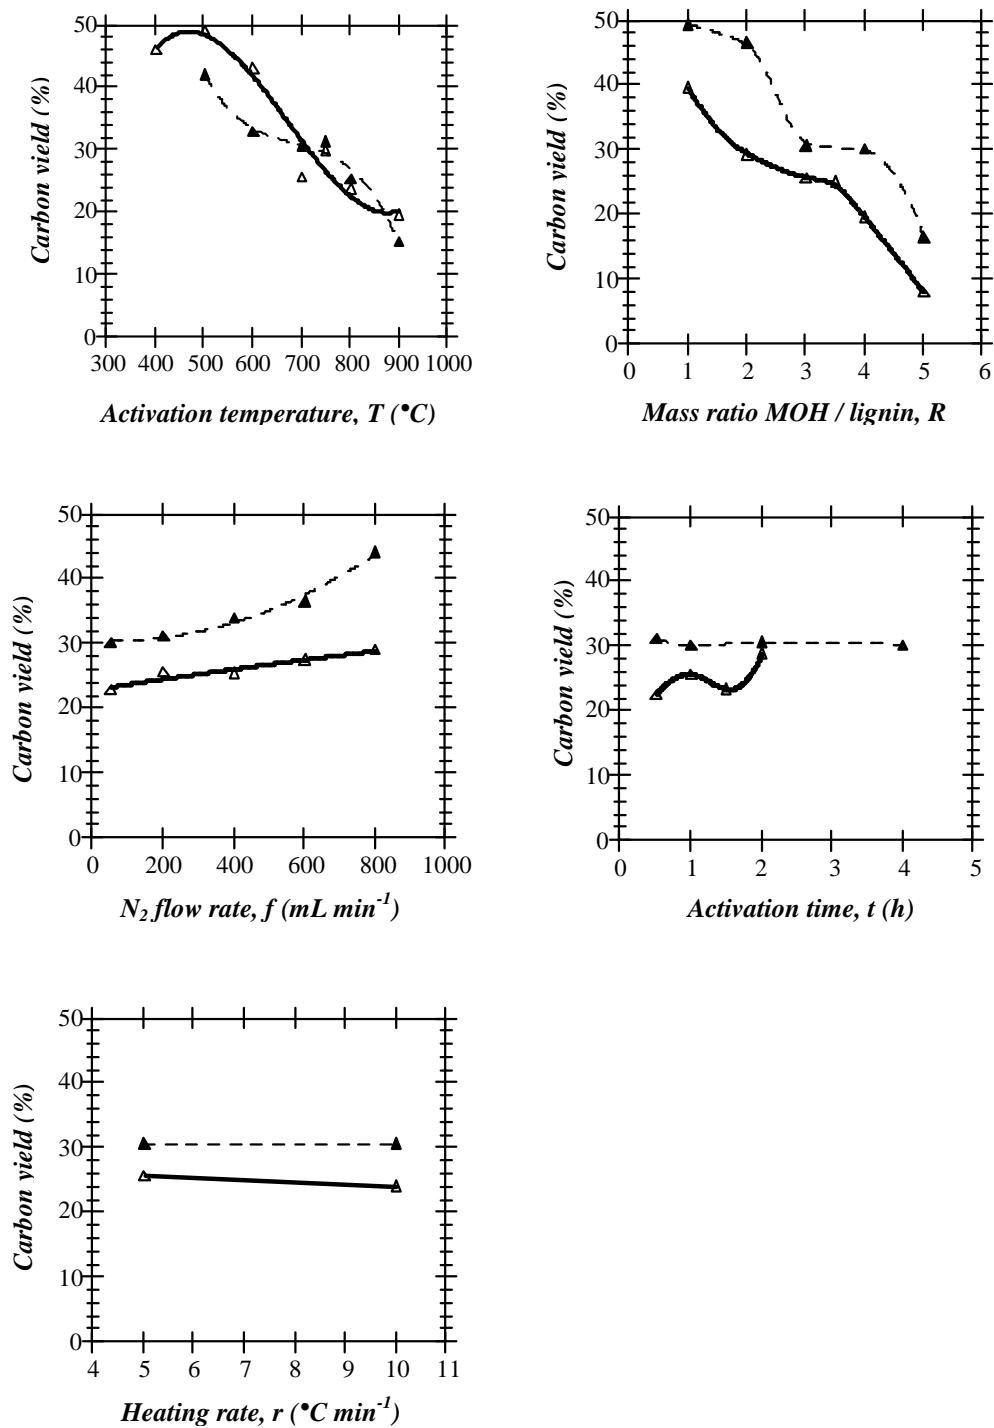 50
40
30
20
10
0
Carbon yield (%)
300 400 500 600 700 800 900 1000
Activation temperature, T (°C)
50
40
30
20
10
0
Carbon yield (%)
0 1 2 3 4 5 6
Mass ratio MOH / lignin, R
50
40
30
20
10
0
Carbon yield (%)
0 200 400 600 800 1000
N2 flow rate, f (mL min-1)
50
40
30
20
10
0
Carbon yield (%)
0 1 2 3 4 5
Activation time, t (h)
50
40
30
20
10
0
Carbon yield (%)
4 5 6 7 8 9 10 11
Heating rate, r (°C min-1)